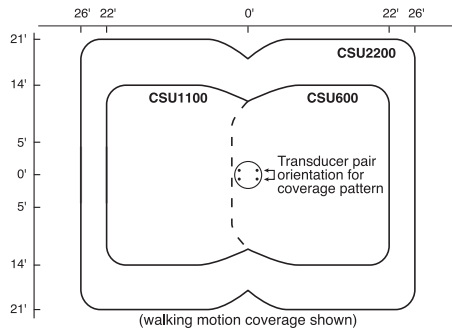 26' 22' 0' 22' 26'
21'
CSU2200
14'
CSU1100 CSU600
5'
Transducer pair
0' orientation for
coverage pattern
5'
14'
21'
(walking motion coverage shown)